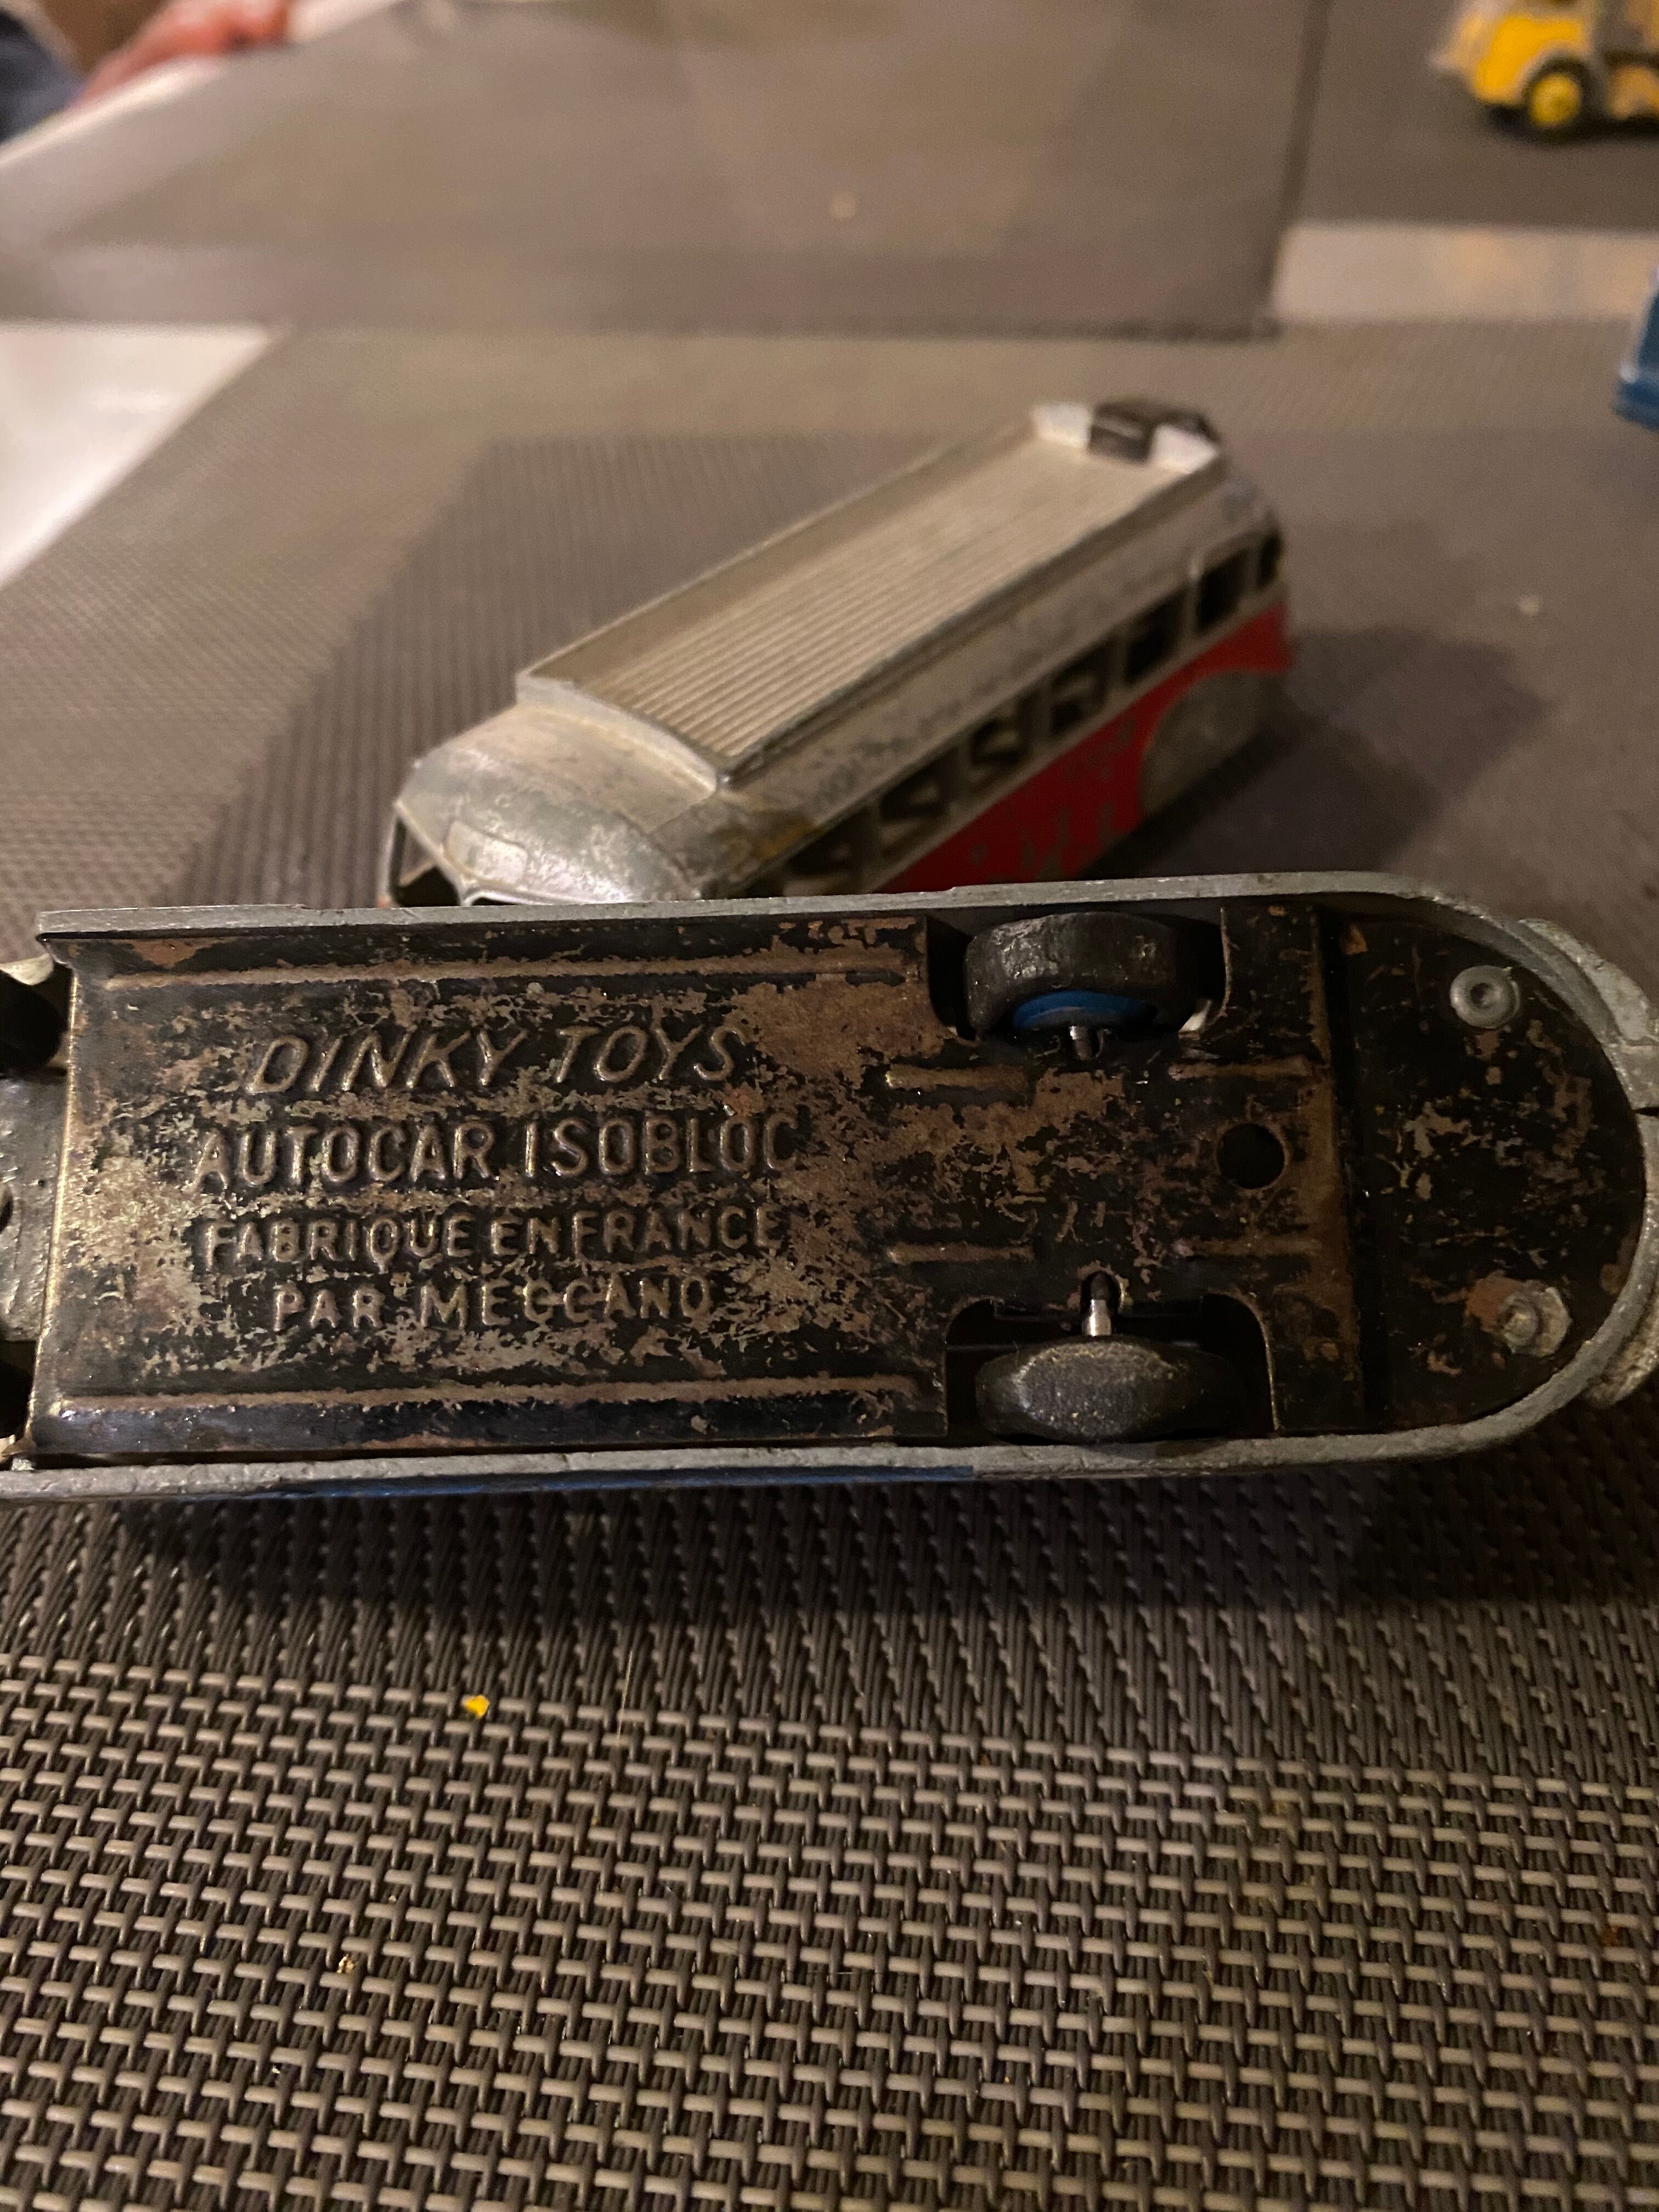 DINKY TOYS
AUTOCAR ISOBLOC
FABRIQUE EN FRANCE
PAR MECCANO